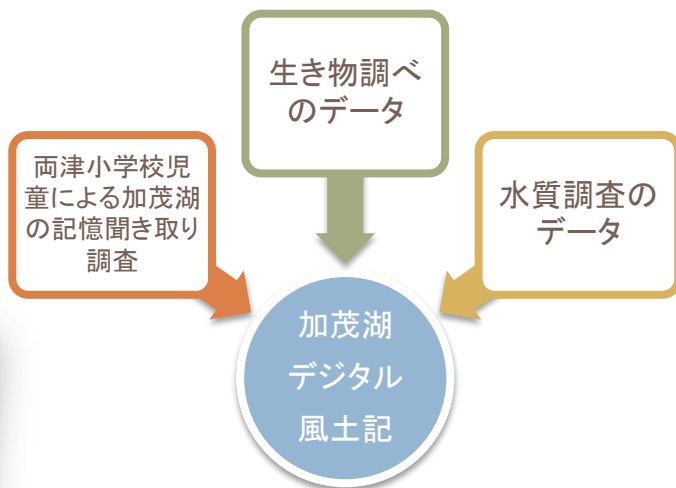 生き物調べ
のデータ
両津小学校児
童による加茂湖
の記憶聞き取り
調査
水質調査の
データ
加茂湖
デジタル
風土記